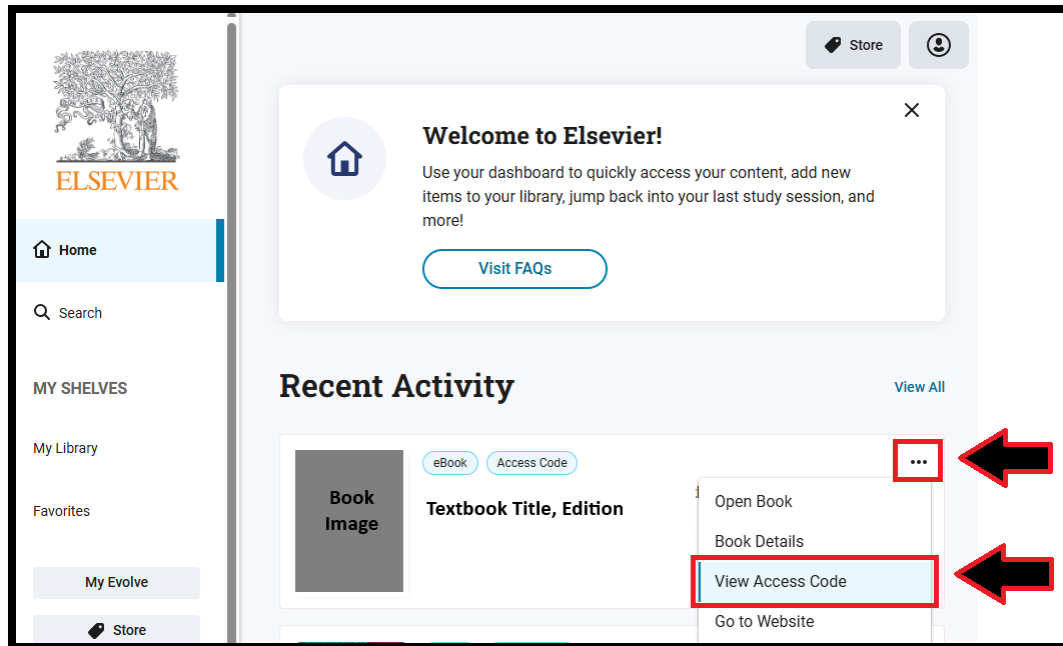 Store
ELSEVIER
Welcome to Elsevier!
Use your dashboard to quickly access your content, add new
items to your library, jump back into your last study session, and
more!
Visit FAQs
Home
Search
MY SHELVES
My Library
Favorites
My Evolve
Store
Recent Activity
View All
eBook
Access Code
Book
Image
Textbook Title, Edition
Open Book
Book Details
View Access Code
Go to Website